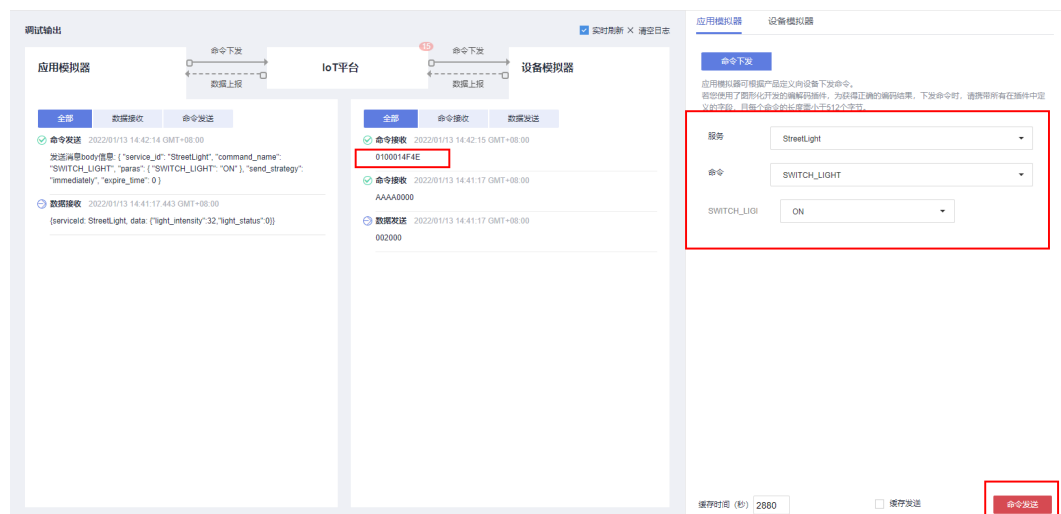 调试输出
实时刷新 × 清空日志
应用模拟器
命令下发
数据上报
IoT平台
15
命令下发
数据上报
设备模拟器
全部 数据接收 命令发送
命令发送 2022/01/13 14:42:14 GMT+08:00
发送消息body信息: { "service_id": "StreetLight", "command_name":
"SWITCH_LIGHT", "paras": { "SWITCH_LIGHT": "ON" }, "send_strategy":
"immediately", "expire_time": 0 }
数据接收 2022/01/13 14:41:17.443 GMT+08:00
{serviceId: StreetLight, data: {"light_intensity":32,"light_status":0}}
全部 命令接收 数据发送
命令接收 2022/01/13 14:42:15 GMT+08:00
0100014F4E
命令接收 2022/01/13 14:41:17 GMT+08:00
AAAA0000
数据发送 2022/01/13 14:41:17 GMT+08:00
002000
应用模拟器 设备模拟器
命令下发
应用模拟器可根据产品定义向设备下发命令。
若您使用了图形化开发的编解码插件，为获得正确的编码结果，下发命令时，请携带所有在插件中定
义的字段，且每个命令的长度需小于512个字节。
服务 StreetLight
命令 SWITCH_LIGHT
SWITCH_LIGI ON
缓存时间（秒） 2880 缓存发送 命令发送